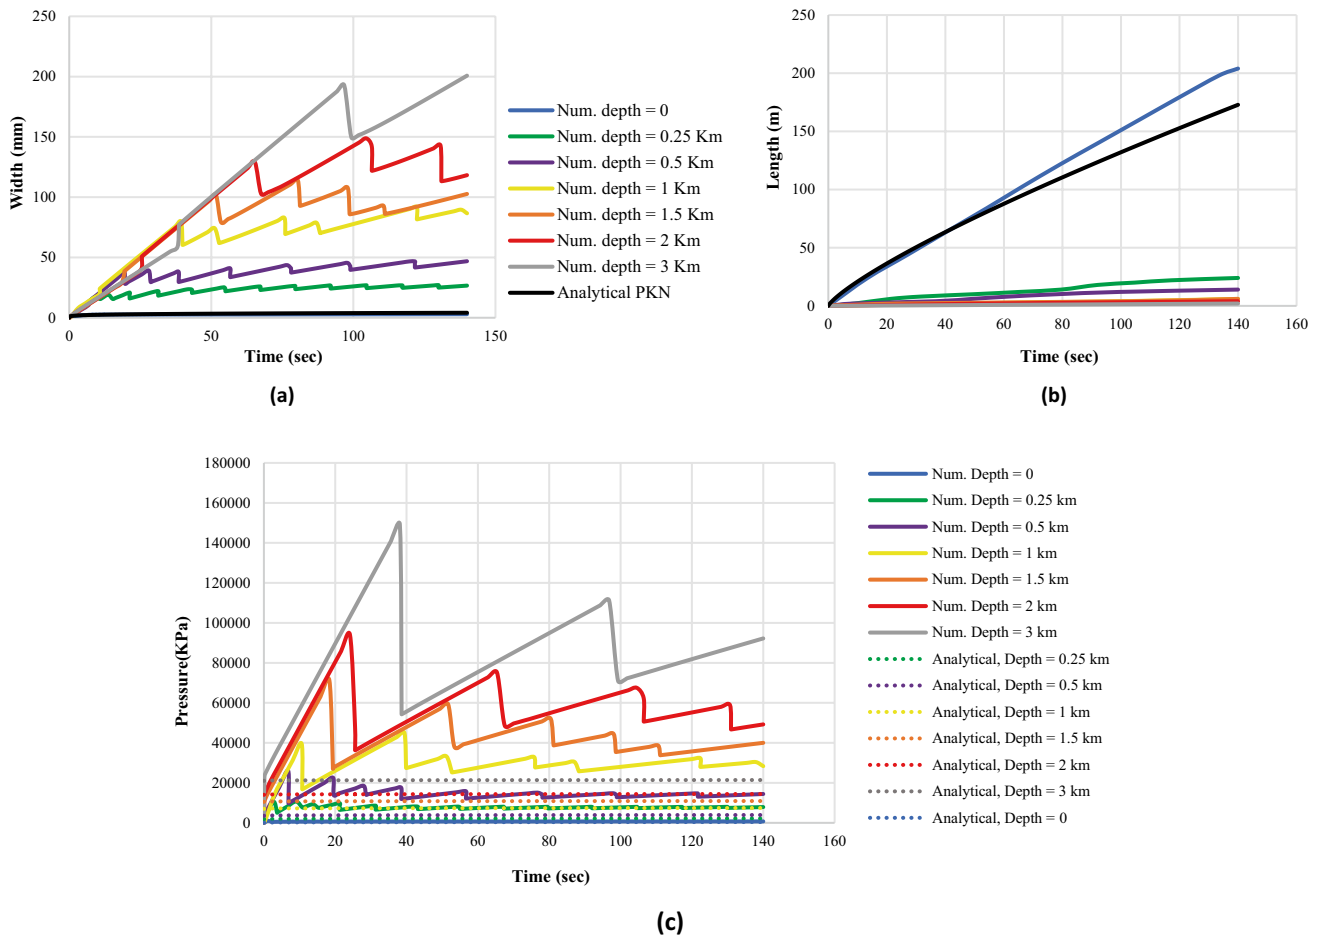 250
200
150
100
50
0
Width (mm)
0
50
100
150
Time (sec)
(a)
Num. depth = 0
Num. depth = 0.25 Km
Num. depth = 0.5 Km
Num. depth = 1 Km
Num. depth = 1.5 Km
Num. depth = 2 Km
Num. depth = 3 Km
Analytical PKN
250
200
150
100
50
0
Length (m)
0
20
40
60
80
100
120
140
160
Time (sec)
(b)
180000
160000
140000
120000
100000
80000
60000
40000
20000
0
Pressure(KPa)
0
20
40
60
80
100
120
140
160
Time (sec)
Num. Depth = 0
Num. Depth = 0.25 km
Num. Depth = 0.5 km
Num. Depth = 1 km
Num. Depth = 1.5 km
Num. Depth = 2 km
Num. Depth = 3 km
Analytical, Depth = 0.25 km
Analytical, Depth = 0.5 km
Analytical, Depth = 1 km
Analytical, Depth = 1.5 km
Analytical, Depth = 2 km
Analytical, Depth = 3 km
Analytical, Depth = 0
(c)